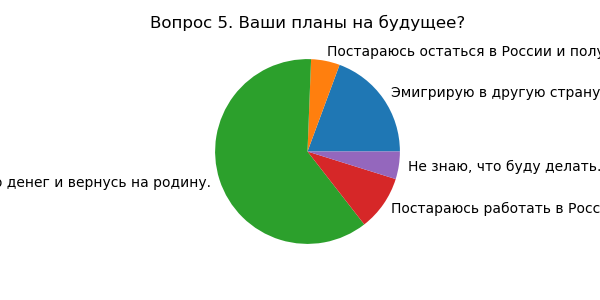 Вопрос 5. Ваши планы на будущее?
Постараюсь остаться в России и полу
Эмигрирую в другую страну
Не знаю, что буду делать.
денег и вернусь на родину.
Постараюсь работать в Росс